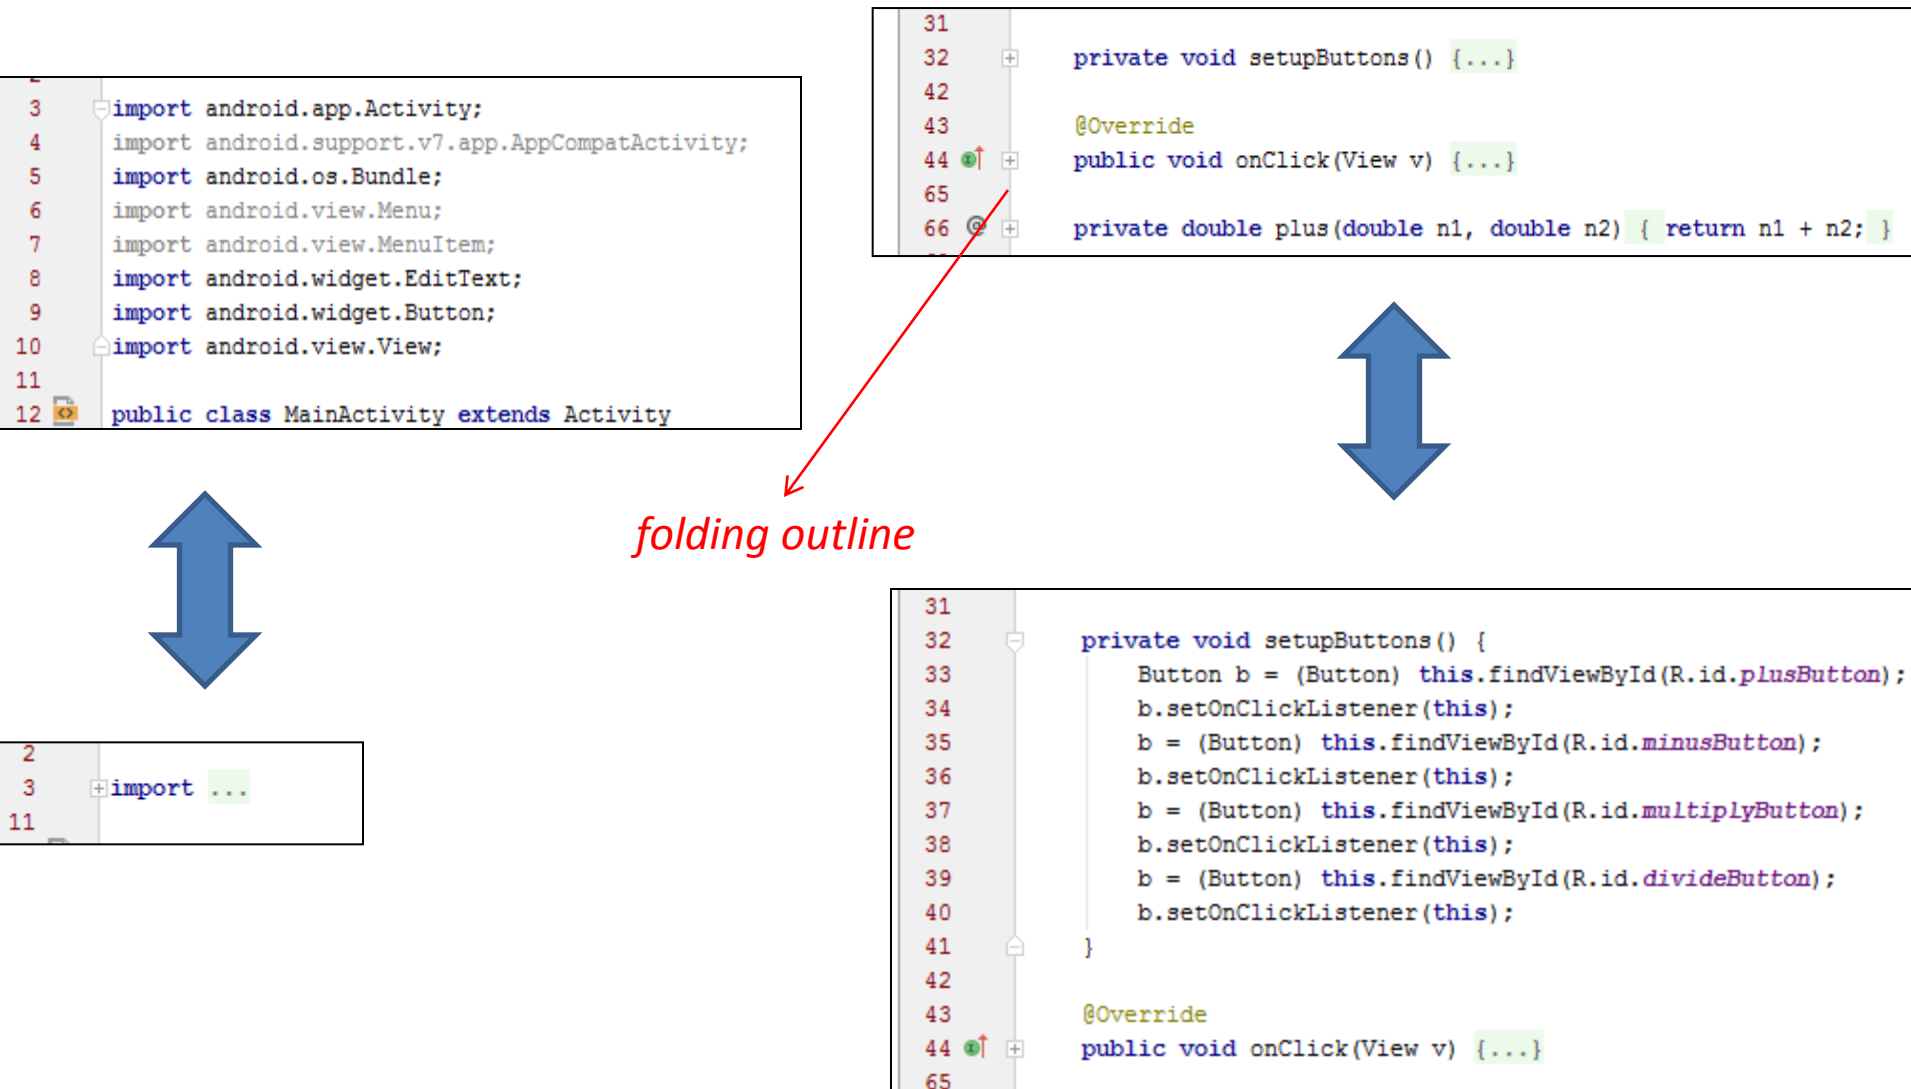 3 import android.app.Activity;
4 import android.support.v7.app.AppCompatActivity;
5 import android.os.Bundle;
6 import android.view.Menu;
7 import android.view.MenuItem;
8 import android.widget.EditText;
9 import android.widget.Button;
10 import android.view.View;
11
12 public class MainActivity extends Activity
2
3 import ...
11
folding outline
31
32 private void setupButtons() {...}
42
43 @Override
44 public void onClick(View v) {...}
65
66 @ private double plus(double n1, double n2) { return n1 + n2; }
31
32 private void setupButtons() {
33 Button b = (Button) this.findViewById(R.id.plusButton);
34 b.setOnClickListener(this);
35 b = (Button) this.findViewById(R.id.minusButton);
36 b.setOnClickListener(this);
37 b = (Button) this.findViewById(R.id.multiplyButton);
38 b.setOnClickListener(this);
39 b = (Button) this.findViewById(R.id.divideButton);
40 b.setOnClickListener(this);
41 }
42
43 @Override
44 public void onClick(View v) {...}
65